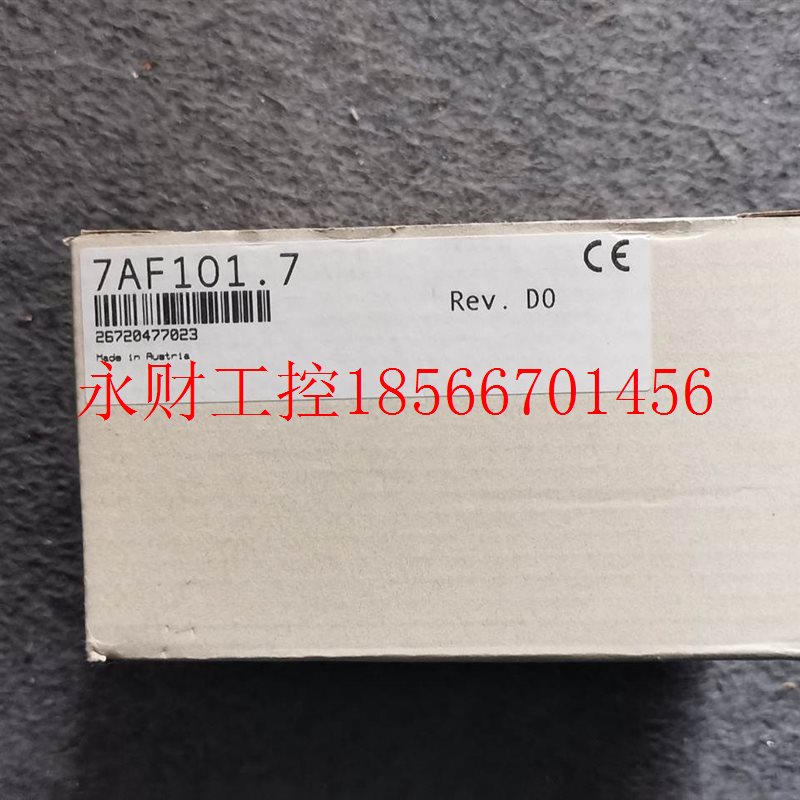 7AF101.7
CE
Rev. D0
26720477023
Made in Austria
永财工控18566701456